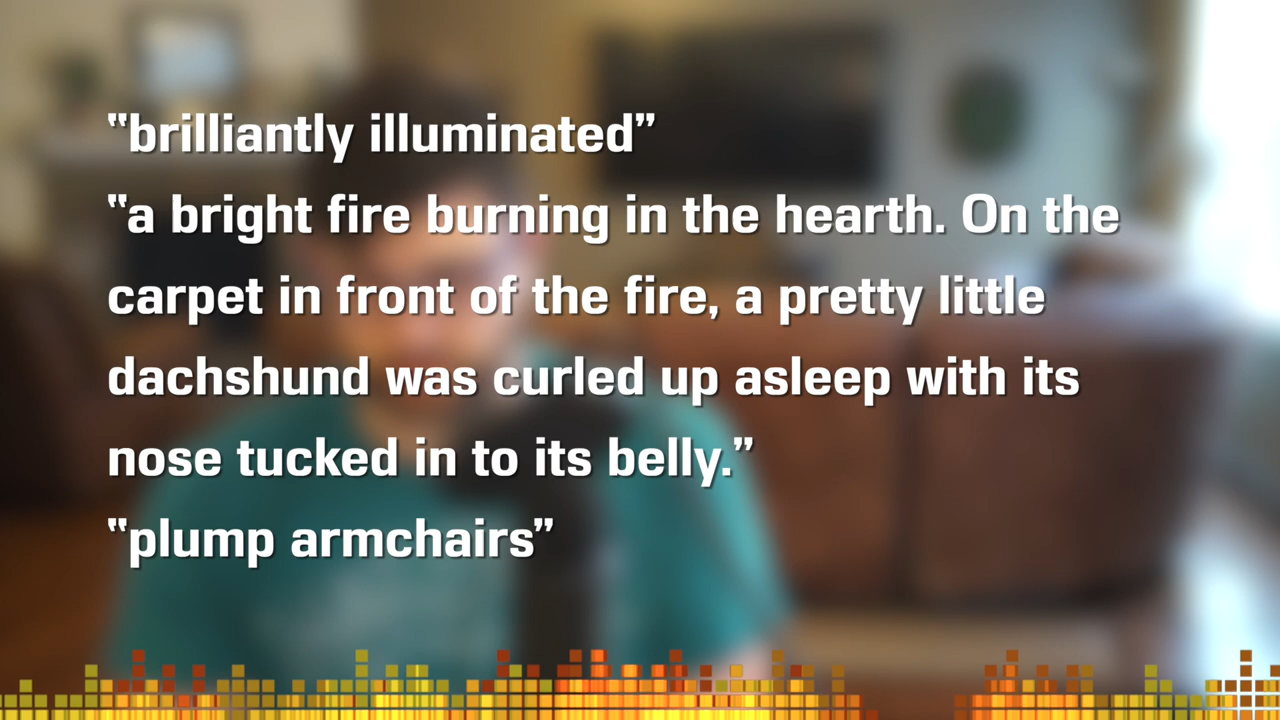 “brilliantly illuminated”
“a bright fire burning in the hearth. On the
carpet in front of the fire, a pretty little
dachshund was curled up asleep with its
nose tucked in to its belly.”
“plump armchairs”